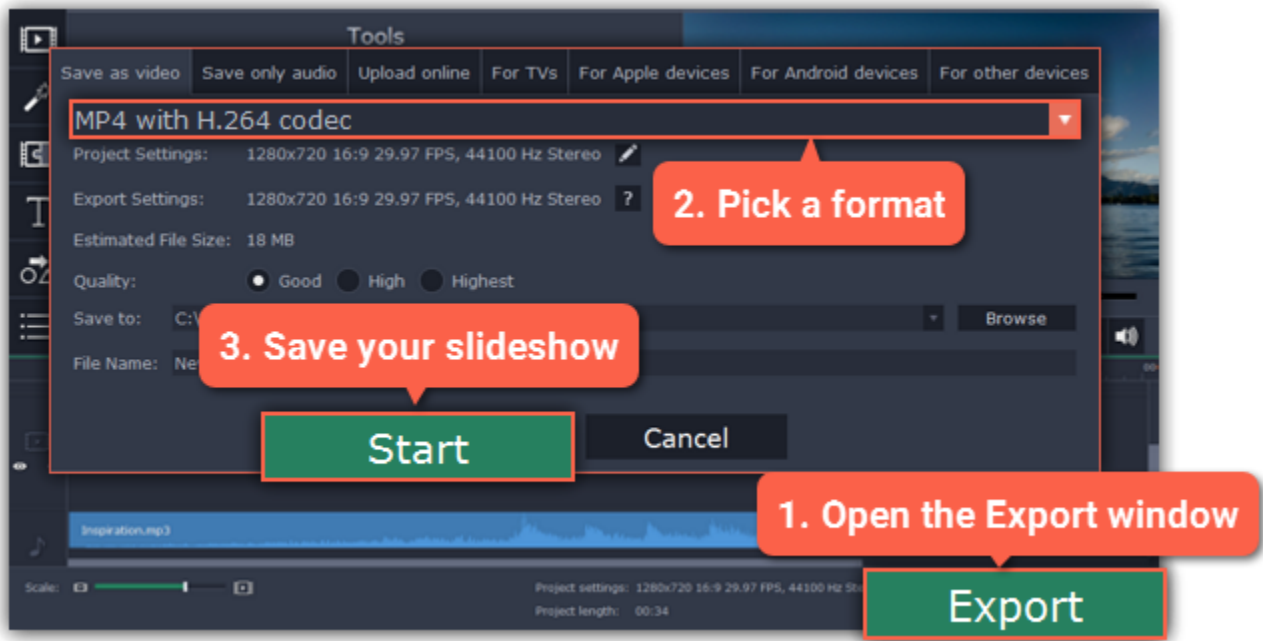 Tools
Save as video Save only audio Upload online For TVs For Apple devices For Android devices For other devices
MP4 with H.264 codec
Project Settings: 1280x720 16:9 29.97 FPS, 44100 Hz Stereo
2. Pick a format
Export Settings: 1280x720 16:9 29.97 FPS, 44100 Hz Stereo ?
Estimated File Size: 18 MB
Quality: Good High Highest
Save to: Browse
3. Save your slideshow
File Name:
Start Cancel
1. Open the Export window
Inspiration.mp3
Scale: Project settings: 1280x720 16:9 29.97 FPS, 44100 Hz
Project length: 00:34
Export